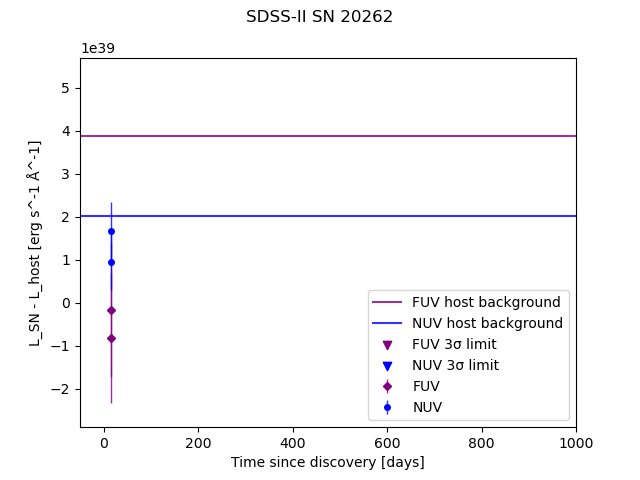 SDSS-II SN 20262
1e39
L_SN - L_host [erg s^-1 Å^-1]
5
4
3
2
1
0
−1
−2
FUV host background
NUV host background
FUV 3σ limit
NUV 3σ limit
FUV
NUV
0 200 400 600 800 1000
Time since discovery [days]